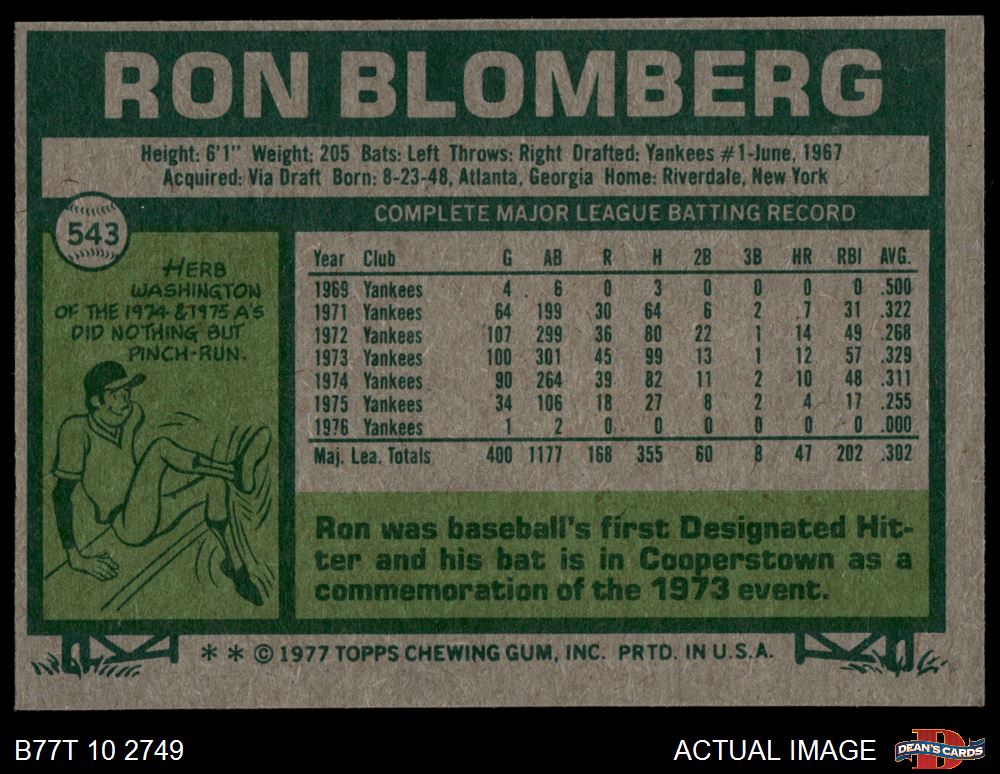 RON BLOMBERG
Height: 6'1" Weight: 205 Bats: Left Throws: Right Drafted: Yankees #1-June, 1967
Acquired: Via Draft Born: 8-23-48, Atlanta, Georgia Home: Riverdale, New York
543
COMPLETE MAJOR LEAGUE BATTING RECORD
HERB
WASHINGTON
OF THE 1974 & 1975 A'S
DID NOTHING BUT
PINCH-RUN.
Year Club G AB R H 2B 3B HR RBI AVG.
1969 Yankees 4 6 0 3 0 0 0 0 .500
1971 Yankees 64 199 30 64 6 2 .7 31 .322
1972 Yankees 107 299 36 80 22 1 14 49 .268
1973 Yankees 100 301 45 99 13 1 12 57 .329
1974 Yankees 90 264 39 82 11 2 10 48 .311
1975 Yankees 34 106 18 27 8 2 4 17 .255
1976 Yankees 1 2 0 0 0 0 0 0 .000
Maj. Lea. Totals 400 1177 168 355 60 8 47 202 .302
Ron was baseball's first Designated Hit-
ter and his bat is in Cooperstown as a
commemoration of the 1973 event.
* * © 1977 TOPPS CHEWING GUM, INC. PRTD. IN U.S.A.
B77T 10 2749
ACTUAL IMAGE
D
DEAN'S CARDS